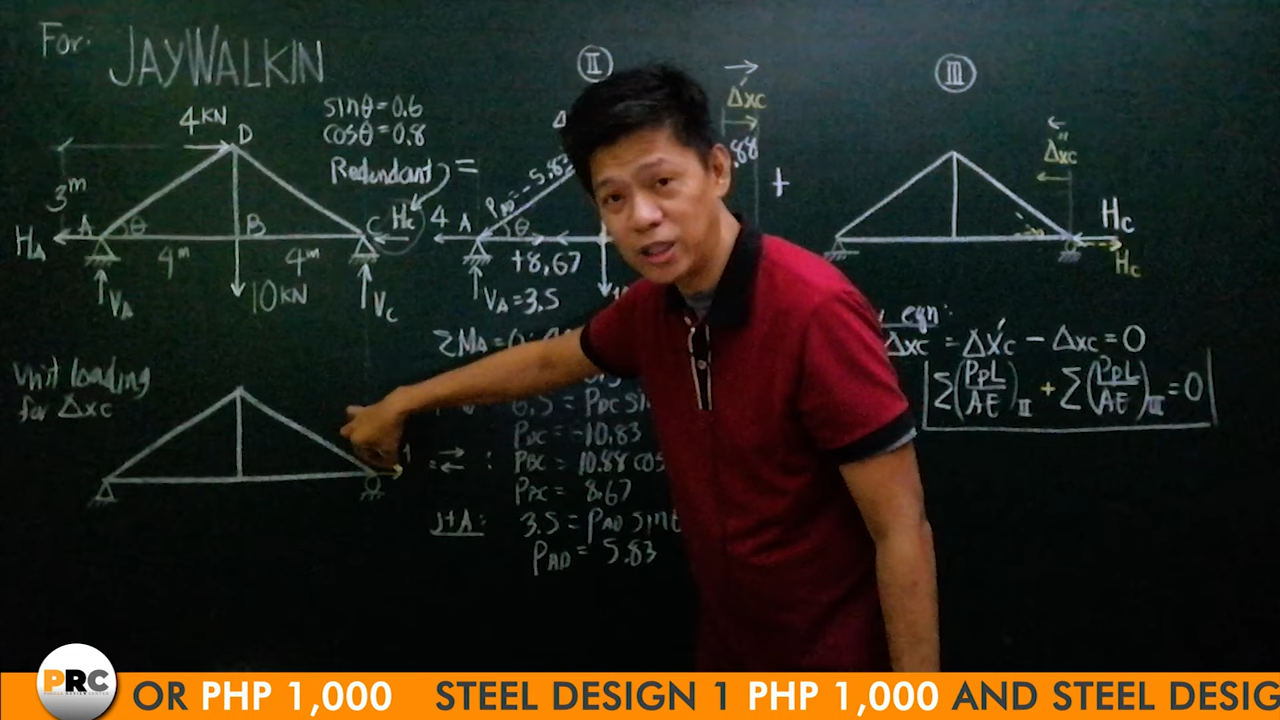 For: JAYWALKIN
4KN
D
3m
HA
A
θ
B
C
Hc
4m
4m
VA
10KN
Vc
sinθ=0.6
cosθ=0.8
Redundant
=
II
Δ'xc
.88
4
A
PAD=-5.83
θ
+8.67
VA=3.5
+
III
Δ"xc
Hc
Hc
ΣMA=0:
6.5=PDC
PDC=-10.83
PBC=10.88cos
PBC=8.67
Jt A:
3.5=PAD sinθ
PAD=5.83
eqn:
Δxc=Δ'xc-Δxc=0
Σ(PpL/AE)II+Σ(PpL/AE)III=0
Unit loading
for Δxc
1
PRC
OR PHP 1,000 STEEL DESIGN 1 PHP 1,000 AND STEEL DESIG